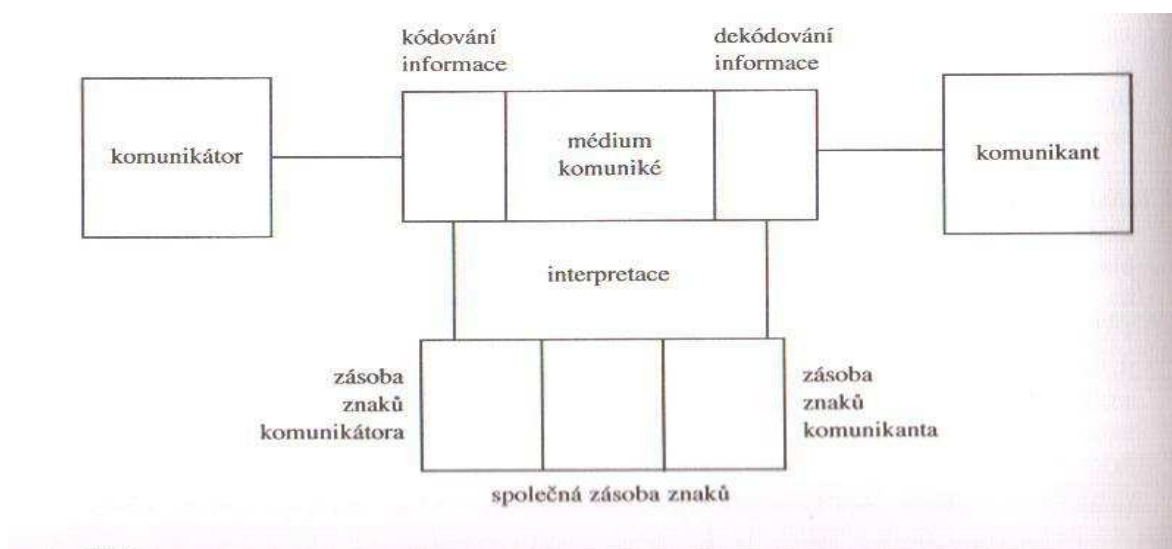 kódování
informace
dekódování
informace
komunikátor
médium
komuniké
komunikant
interpretace
zásoba
znaků
komunikátora
zásoba
znaků
komunikanta
společná zásoba znaků